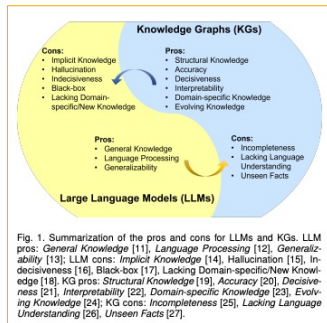 Knowledge Graphs (KGs)
Cons:
• Implicit Knowledge
• Hallucination
• Indecisiveness
• Black-box
• Lacking Domain-
specific/New Knowledge
Pros:
• Structural Knowledge
• Accuracy
• Decisiveness
• Interpretability
• Domain-specific Knowledge
• Evolving Knowledge
Pros:
• General Knowledge
• Language Processing
• Generalizability
Cons:
• Incompleteness
• Lacking Language
Understanding
• Unseen Facts
Large Language Models (LLMs)
Fig. 1. Summarization of the pros and cons for LLMs and KGs. LLM
pros: General Knowledge [11], Language Processing [12], Generaliz-
ability [13]; LLM cons: Implicit Knowledge [14], Hallucination [15], In-
decisiveness [16], Black-box [17], Lacking Domain-specific/New Knowl-
edge [18]. KG pros: Structural Knowledge [19], Accuracy [20], Decisive-
ness [21], Interpretability [22], Domain-specific Knowledge [23], Evolv-
ing Knowledge [24]; KG cons: Incompleteness [25], Lacking Language
Understanding [26], Unseen Facts [27].